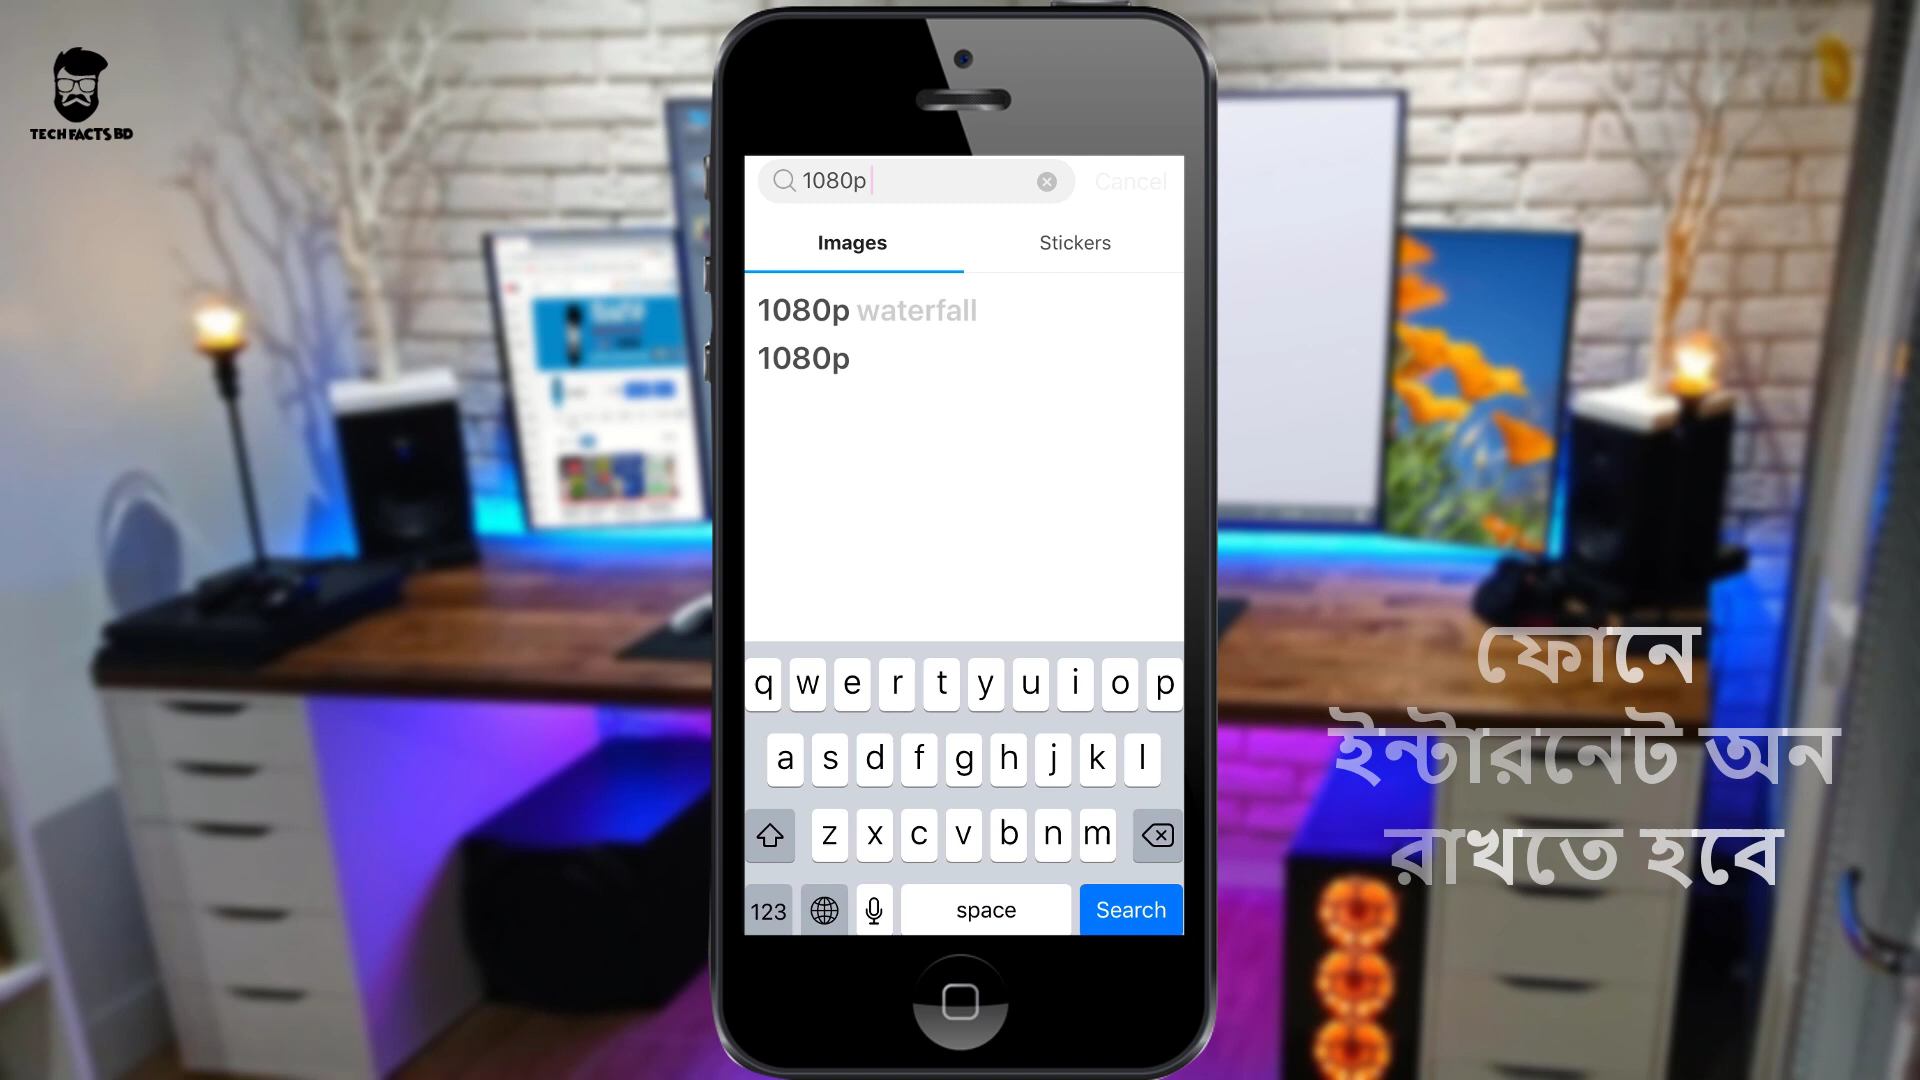 TECH FACTS BD
1080p
Cancel
Images
Stickers
1080p waterfall
1080p
q w e r t y u i o p
a s d f g h j k l
z x c v b n m
123
space
Search
ফোনে
ইন্টারনেট অন
রাখতে হবে